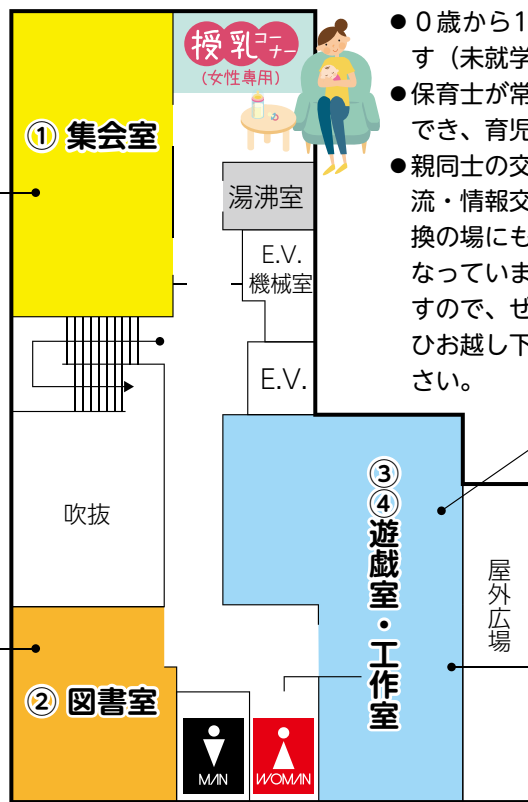 授乳コーナー
(女性専用)
① 集会室
湯沸室
E.V.
機械室
E.V.
吹抜
② 図書室
③
④遊戯室・工作室
屋外広場
MAN
WOMAN
●０歳から1
す（未就学
●保育士が常
でき、育児
●親同士の交
流・情報交
換の場にも
なっていま
すので、ぜ
ひお越し下
さい。